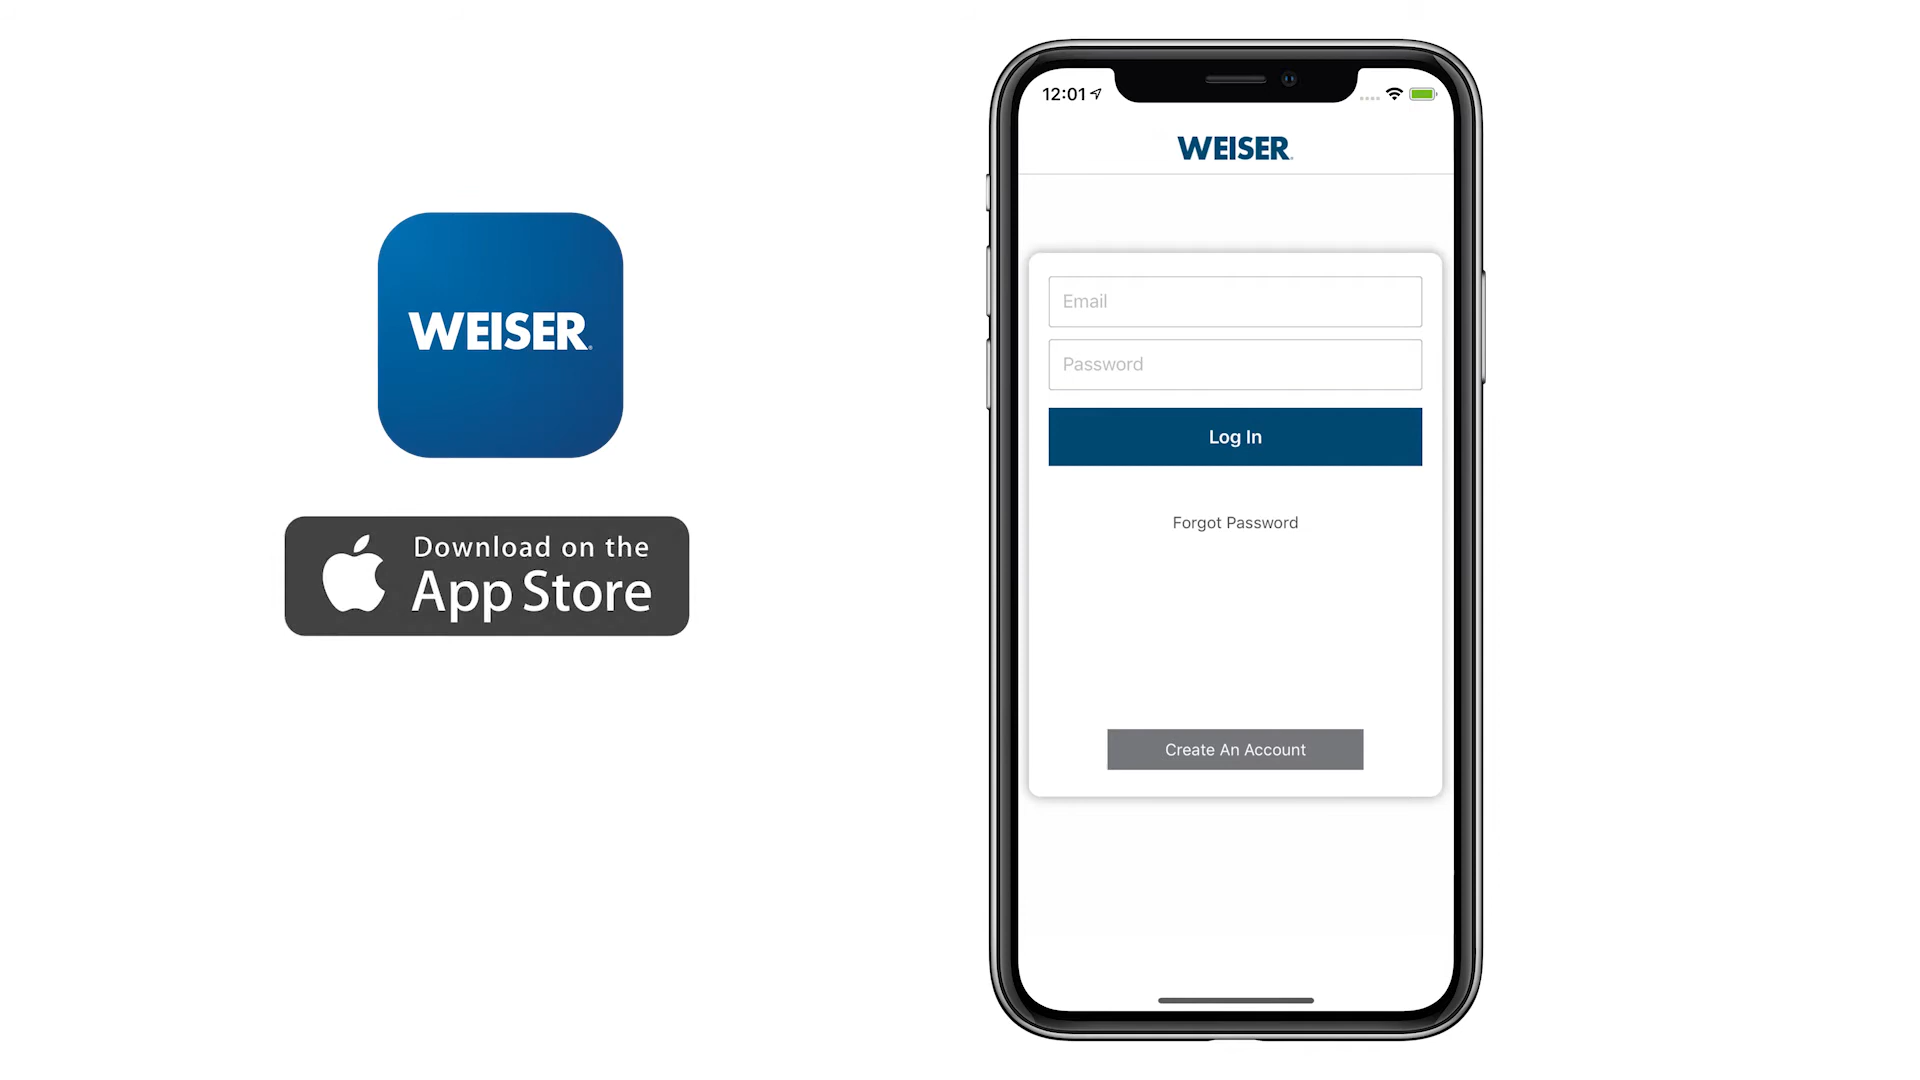 WEISER
Download on the
App Store
12:01
WEISER
Email
Password
Log In
Forgot Password
Create An Account